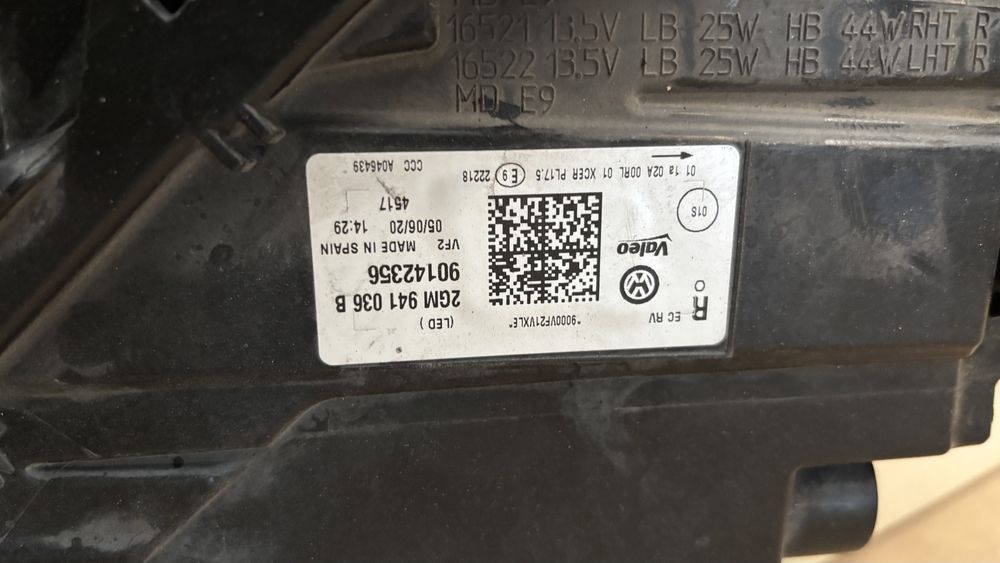 MD E9
16521 13.5V LB 25W HB 44W RHT R
16522 13.5V LB 25W HB 44W LHT R
MD E9
EC RV
R
*9000VF21VXLE*
(LED )
2GM 941 036 B
90142356
VF2 MADE IN SPAIN
05/06/20 14:29
4517
Valeo
01S
01 1a 02A 00RL 01 XCER PL17.5 E9 22218
CCC A046439